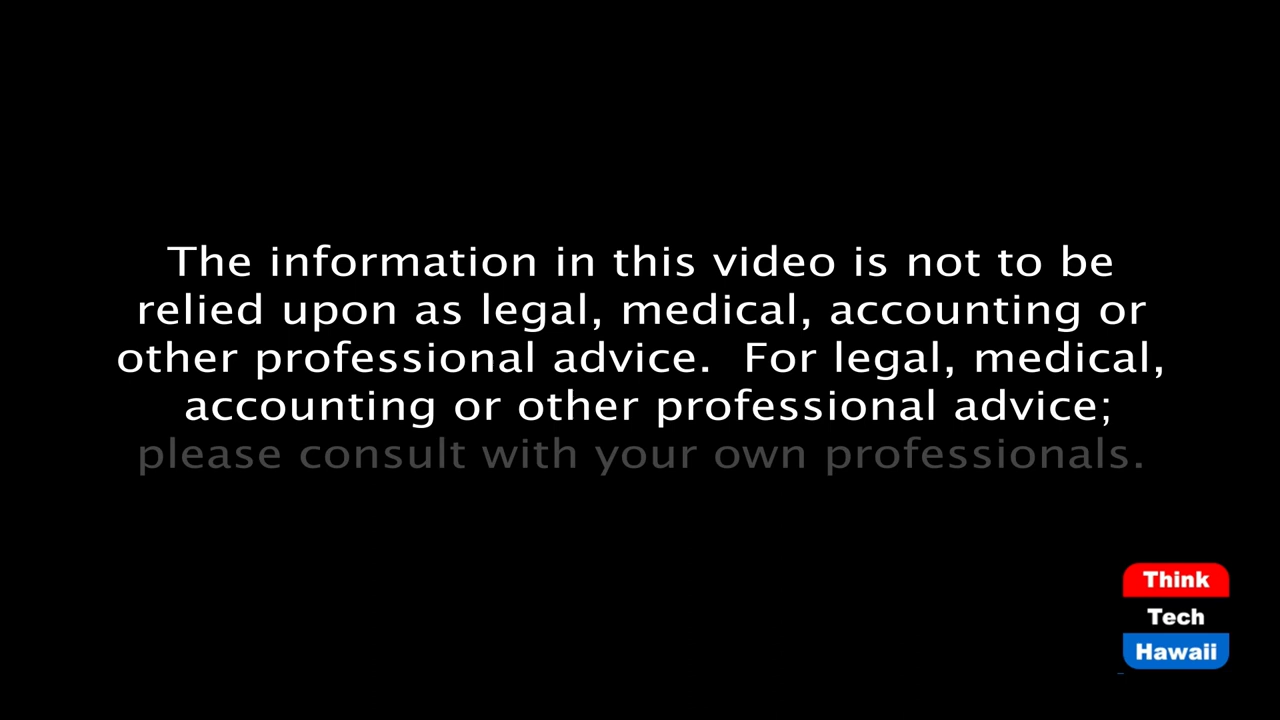 The information in this video is not to be
relied upon as legal, medical, accounting or
other professional advice.  For legal, medical,
accounting or other professional advice;
please consult with your own professionals.
Think
Tech
Hawaii